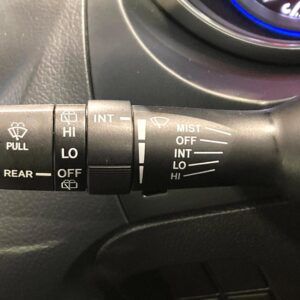 PULL
REAR
HI
LO
OFF
INT
MIST
OFF
INT
LO
HI